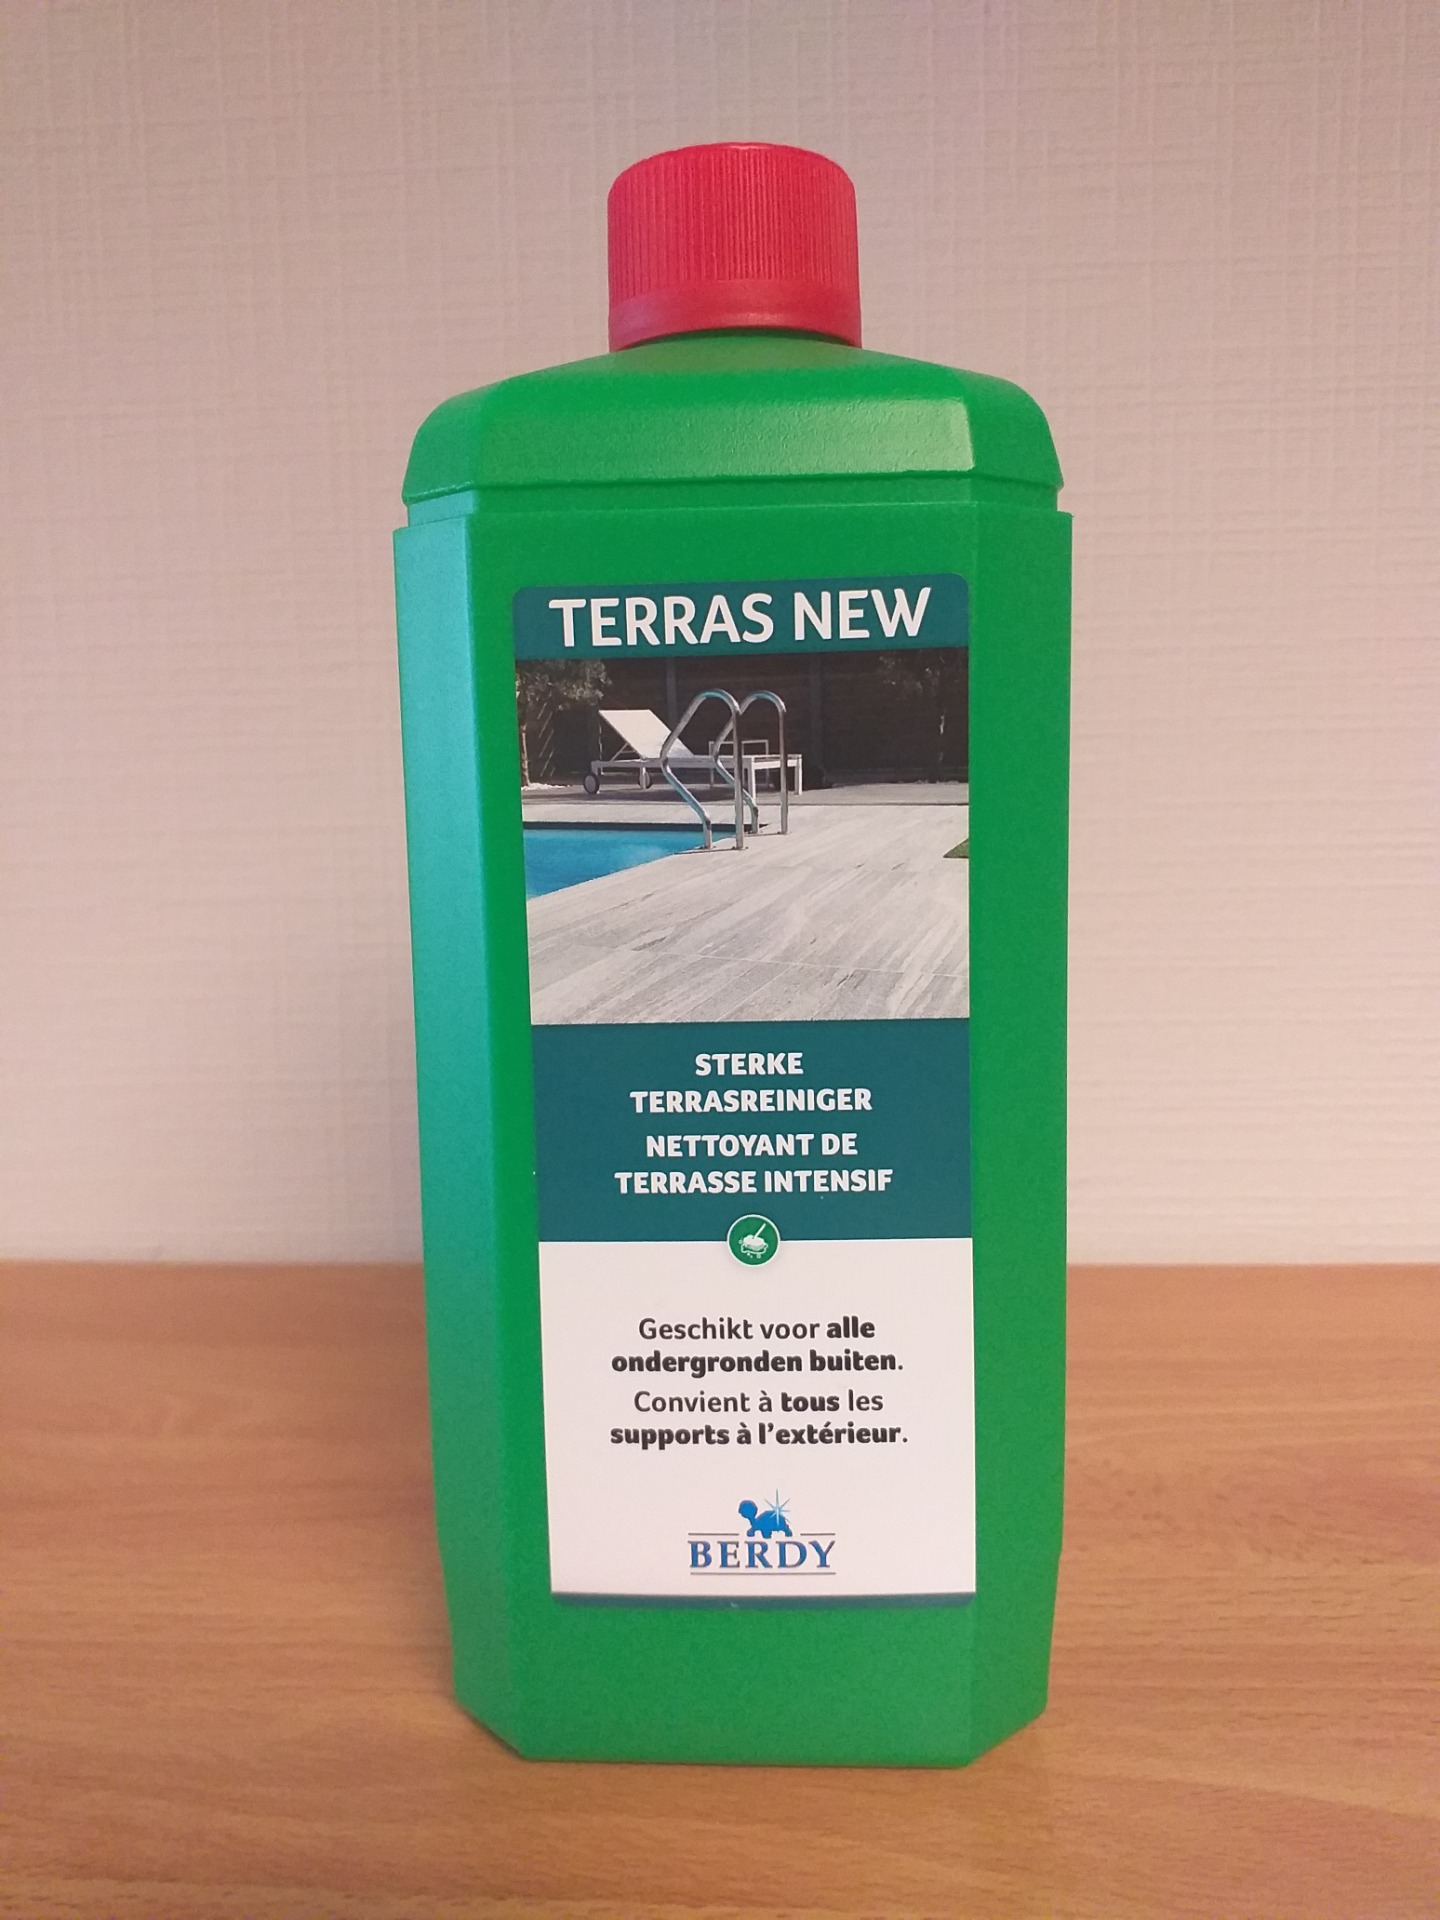 TERRAS NEW
STERKE
TERRASREINIGER
NETTOYANT DE
TERRASSE INTENSIF
Geschikt voor alle
ondergronden buiten.
Convient à tous les
supports à l'extérieur.
BERDY